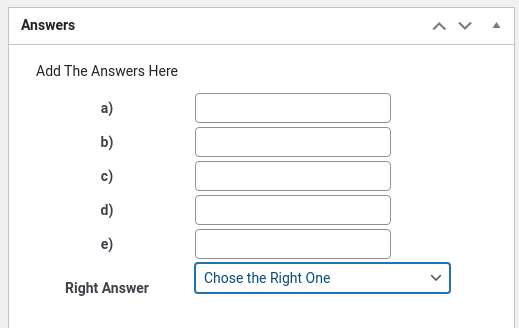 Answers
Add The Answers Here
a)
b)
c)
d)
e)
Right Answer
Chose the Right One